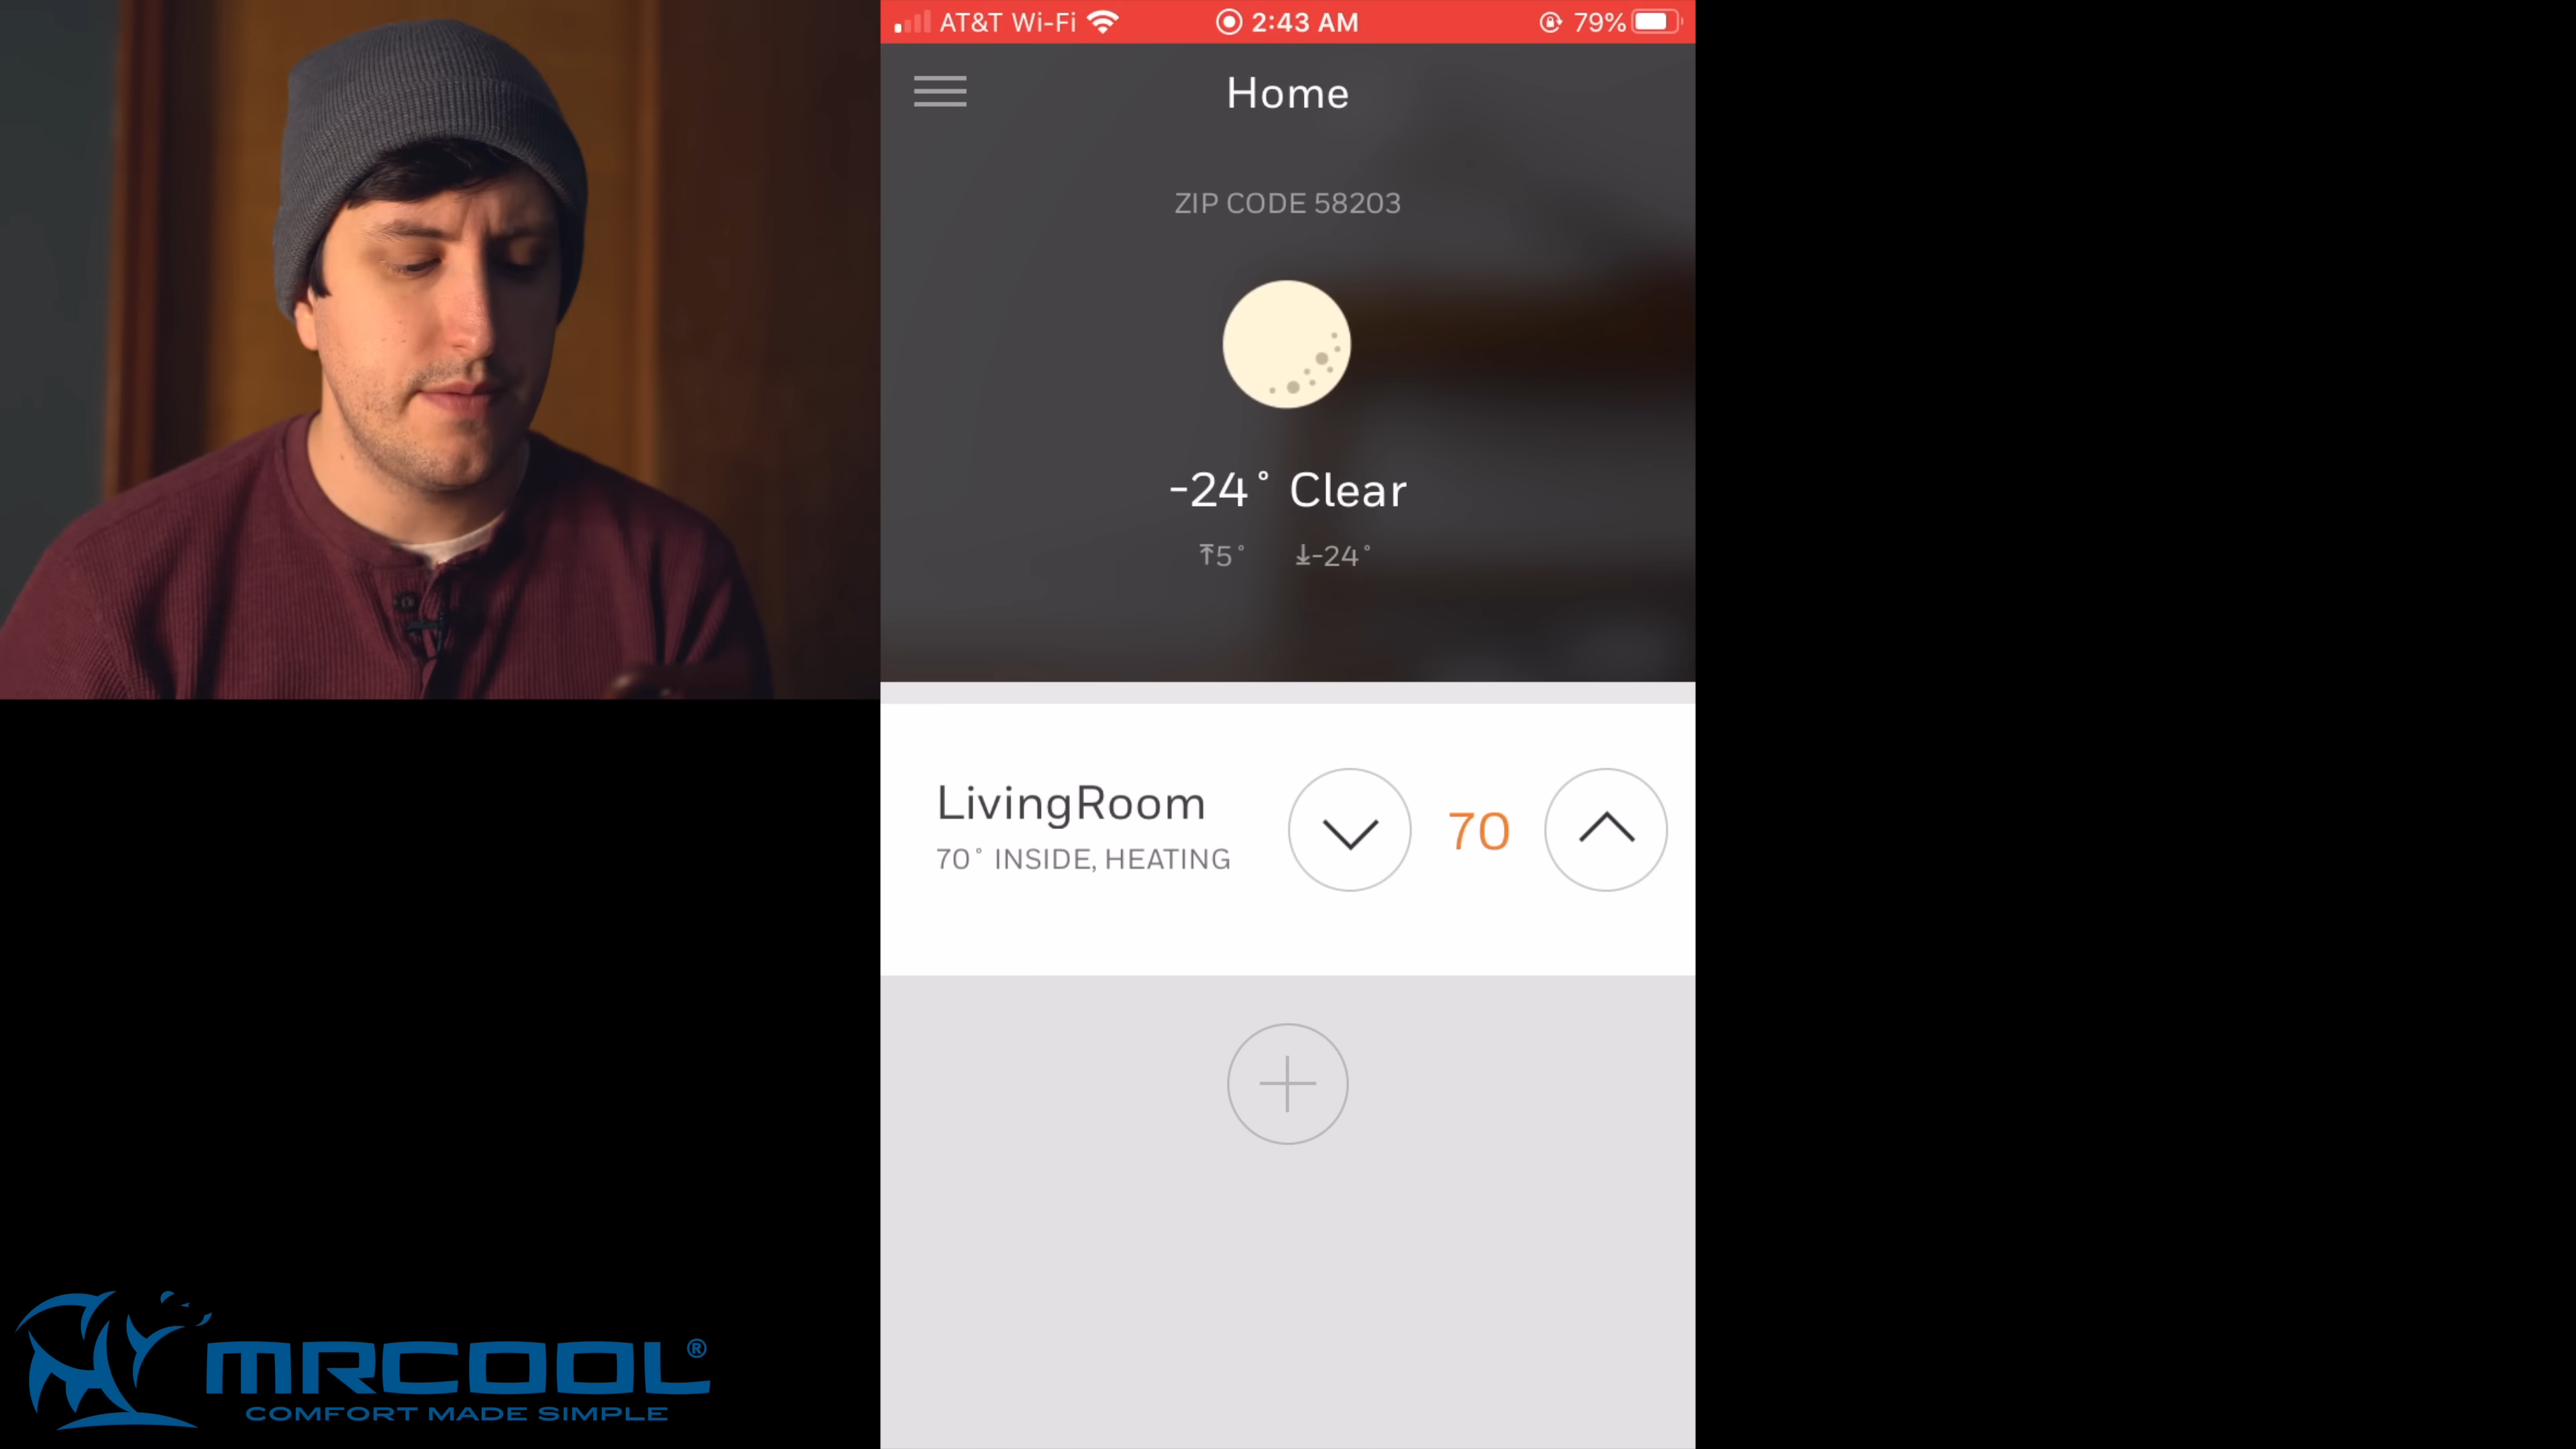 AT&T Wi-Fi 2:43 AM 79%
Home
ZIP CODE 58203
-24° Clear
5° -24°
LivingRoom
70° INSIDE, HEATING
70
MRCOOL®
COMFORT MADE SIMPLE